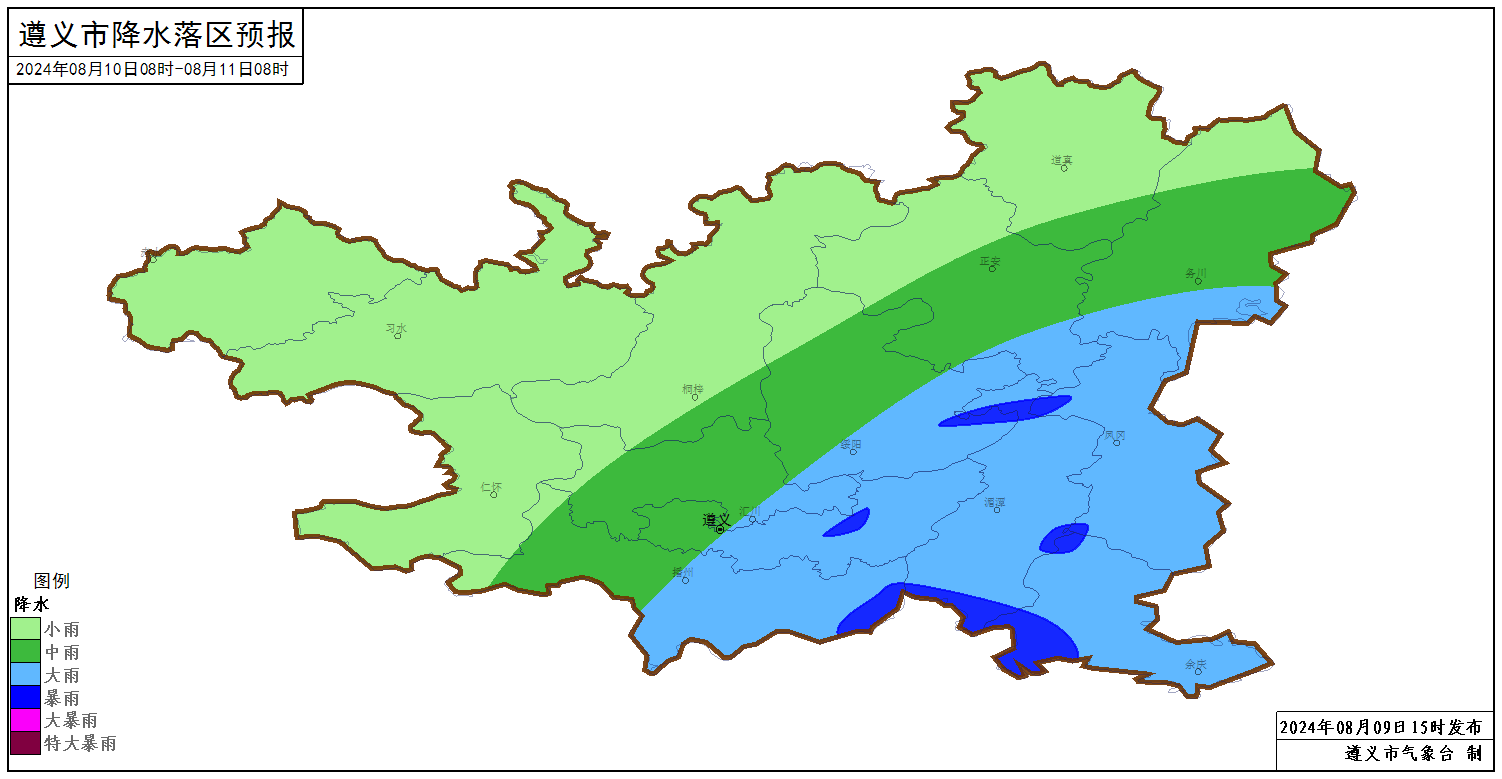 遵义市降水落区预报
2024年08月10日08时-08月11日08时
道真
赤水
正安
务川
习水
桐梓
绥阳
凤冈
仁怀
湄潭
汇川
遵义
播州
余庆
图例
降水
小雨
中雨
大雨
暴雨
大暴雨
特大暴雨
2024年08月09日15时发布
遵义市气象台 制